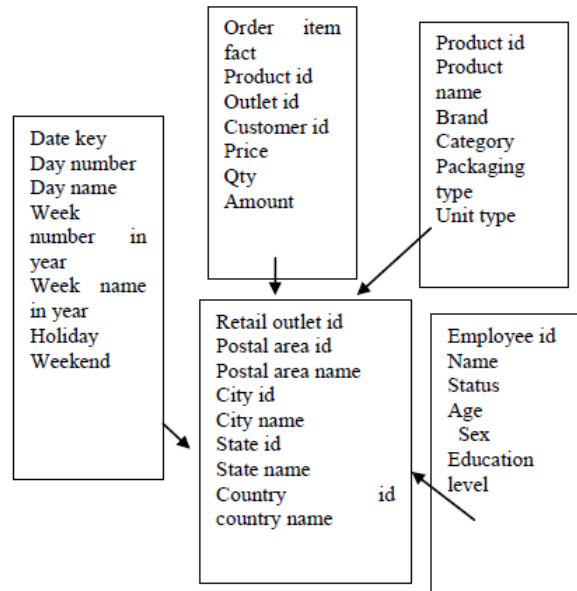 Order item
fact
Product id
Outlet id
Customer id
Price
Qty
Amount
Product id
Product
name
Brand
Category
Packaging
type
Unit type
Date key
Day number
Day name
Week
number in
year
Week name
in year
Holiday
Weekend
Retail outlet id
Postal area id
Postal area name
City id
City name
State id
State name
Country id
country name
Employee id
Name
Status
Age
Sex
Education
level